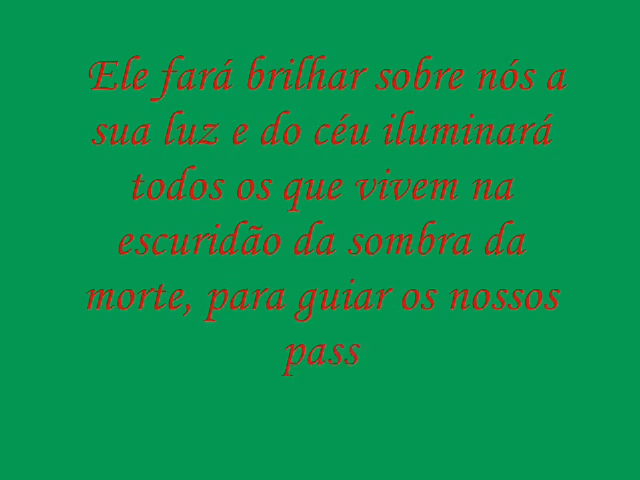 Ele fará brilhar sobre nós a
sua luz e do céu iluminará
todos os que vivem na
escuridão da sombra da
morte, para guiar os nossos
pass